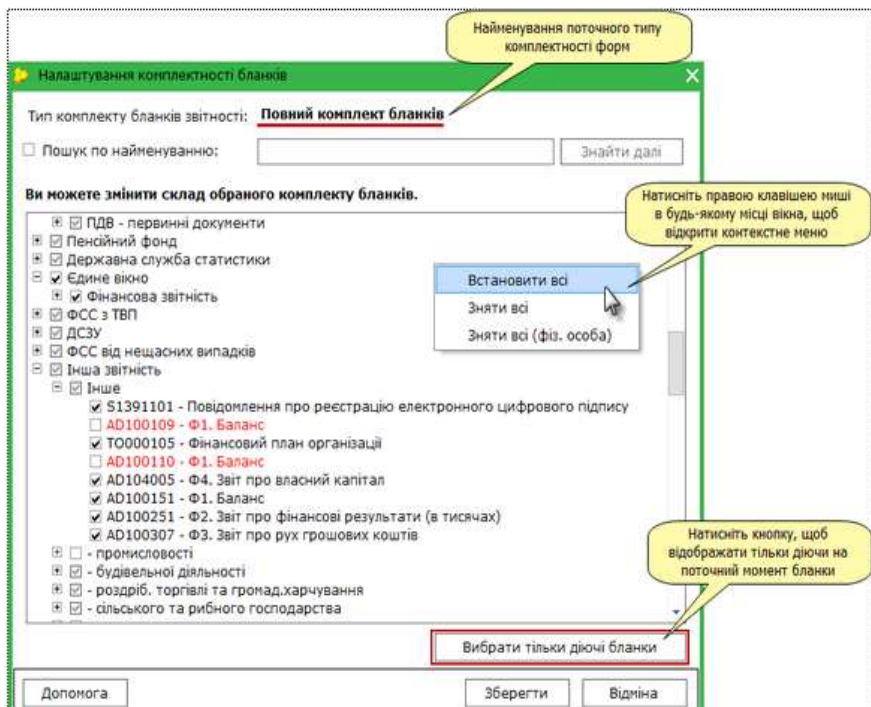 Найменування поточного типу
комплектності форм
Налаштування комплектності бланків
Тип комплекту бланків звітності: Повний комплект бланків
Пошук по найменуванню:
Знайти далі
Ви можете змінити склад обраного комплекту бланків.
Натисніть правою клавішею миші
в будь-якому місці вікна, щоб
відкрити контекстне меню
ПДВ - первинні документи
Пенсійний фонд
Державна служба статистики
Єдине вікно
Фінансова звітність
ФСС з ТВП
ДСЗУ
ФСС від нещасних випадків
Інша звітність
Інше
Встановити всі
Зняти всі
Зняти всі (фіз. особа)
S1391101 - Повідомлення про реєстрацію електронного цифрового підпису
AD100109 - Ф1. Баланс
TO000105 - Фінансовий план організації
AD100110 - Ф1. Баланс
AD104005 - Ф4. Звіт про власний капітал
AD100151 - Ф1. Баланс
AD100251 - Ф2. Звіт про фінансові результати (в тисячах)
AD100307 - Ф3. Звіт про рух грошових коштів
- промисловості
- будівельної діяльності
- роздріб. торгівлі та громад.харчування
- сільського та рибного господарства
Натисніть кнопку, щоб
відображати тільки діючи на
поточний момент бланки
Вибрати тільки діючі бланки
Допомога
Зберегти
Відміна